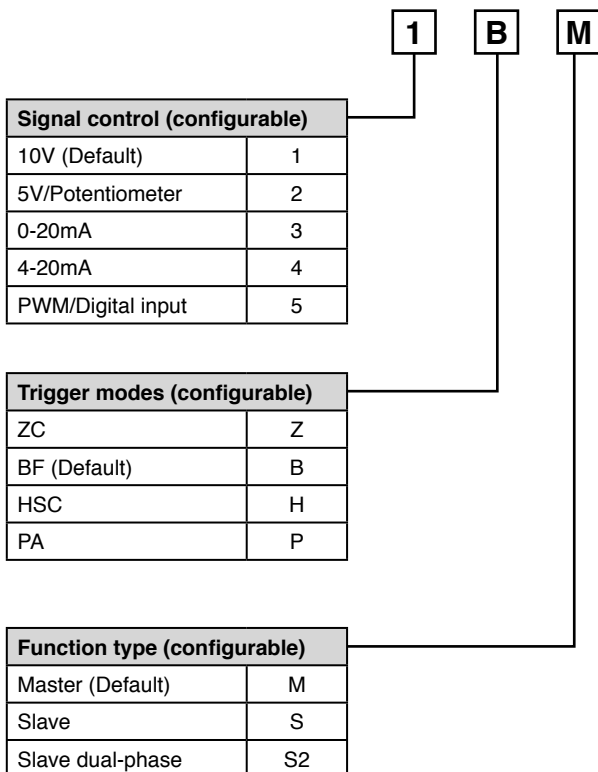 1 B M
Signal control (configurable)
10V (Default) 1
5V/Potentiometer 2
0-20mA 3
4-20mA 4
PWM/Digital input 5
Trigger modes (configurable)
ZC Z
BF (Default) B
HSC H
PA P
Function type (configurable)
Master (Default) M
Slave S
Slave dual-phase S2